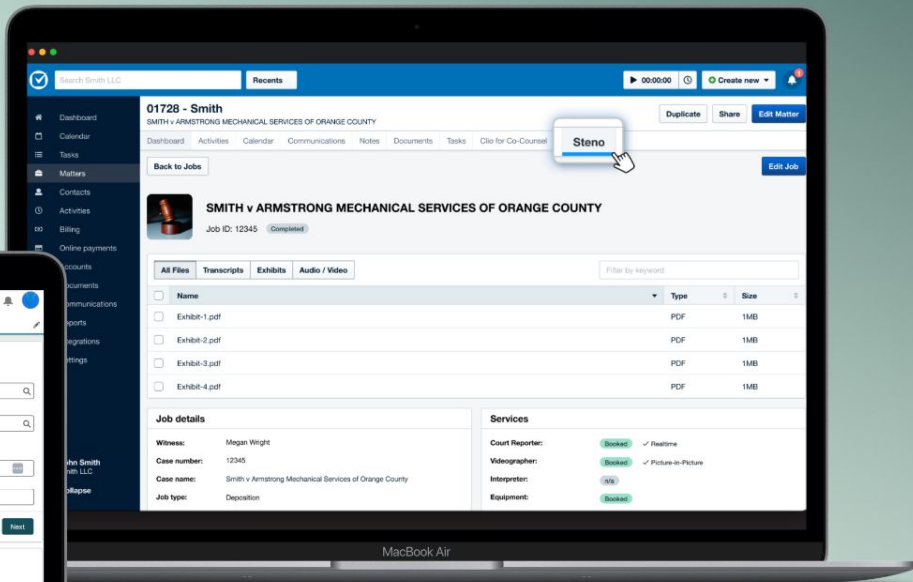 Search Smith LLC
Recents
00:00:00
Create new
1
Dashboard
Calendar
Tasks
Matters
Contacts
Activities
Billing
Online payments
ccounts
ocuments
ommunications
eports
tegrations
ettings
hn Smith
mith LLC
ollapse
01728 - Smith
SMITH v ARMSTRONG MECHANICAL SERVICES OF ORANGE COUNTY
Duplicate Share Edit Matter
Dashboard Activities Calendar Communications Notes Documents Tasks Clio for Co-Counsel Steno
Back to Jobs
Edit Job
SMITH v ARMSTRONG MECHANICAL SERVICES OF ORANGE COUNTY
Job ID: 12345 Completed
All Files Transcripts Exhibits Audio / Video
Filter by keyword
Name Type Size
Exhibit-1.pdf PDF 1MB
Exhibit-2.pdf PDF 1MB
Exhibit-3.pdf PDF 1MB
Exhibit-4.pdf PDF 1MB
Job details
Witness: Megan Wright
Case number: 12345
Case name: Smith v Armstrong Mechanical Services of Orange County
Job type: Deposition
Services
Court Reporter: Booked ✓ Realtime
Videographer: Booked ✓ Picture-in-Picture
Interpreter: n/a
Equipment: Booked
Next
MacBook Air